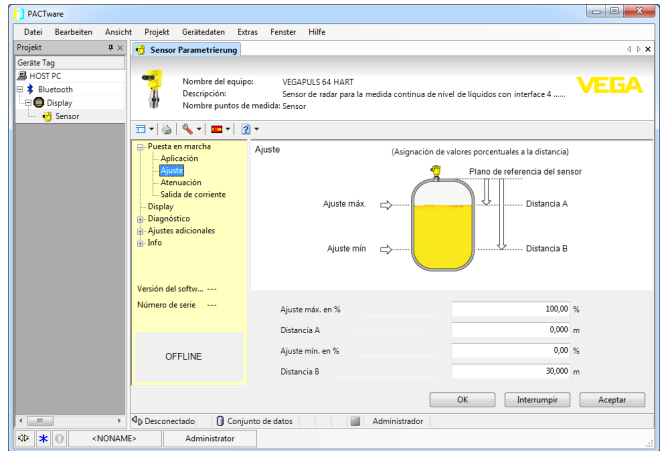 PACTware
Datei Bearbeiten Ansicht Projekt Gerätedaten Extras Fenster Hilfe
Projekt
Sensor Parametrierung
Geräte Tag
HOST PC
Bluetooth
Display
Sensor
Nombre del equipo: VEGAPULS 64 HART
Descripción: Sensor de radar para la medida continua de nivel de líquidos con interface 4 ......
Nombre puntos de medida: Sensor
VEGA
Puesta en marcha
Aplicación
Ajuste
Atenuación
Salida de corriente
Display
Diagnóstico
Ajustes adicionales
Info
Versión del softw... ---
Número de serie ---
OFFLINE
Ajuste (Asignación de valores porcentuales a la distancia)
Plano de referencia del sensor
Ajuste máx. Distancia A
Ajuste mín Distancia B
Ajuste máx. en % 100,00 %
Distancia A 0,000 m
Ajuste mín. en % 0,00 %
Distancia B 30,000 m
OK Interrumpir Aceptar
Desconectado Conjunto de datos Administrador
<NONAME> Administrator